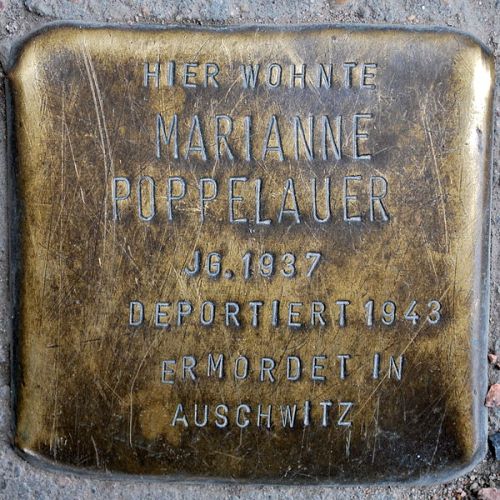 HIER WOHNTE
MARIANNE
POPPELAUER
JG. 1937
DEPORTIERT 1943
ERMORDET IN
AUSCHWITZ